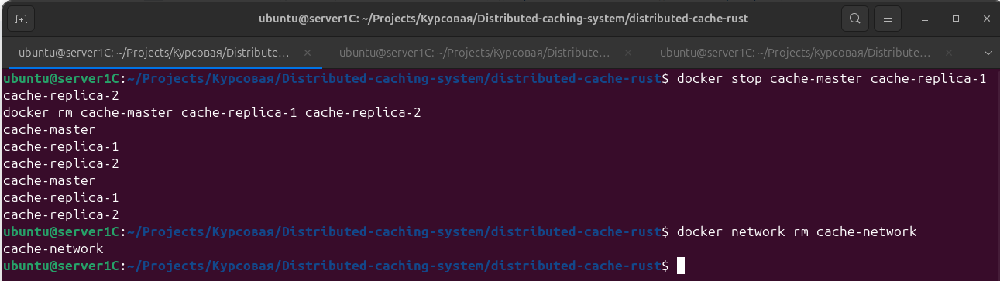 ubuntu@server1C: ~/Projects/Курсовая/Distributed-caching-system/distributed-cache-rust
ubuntu@server1C: ~/Projects/Курсовая/Distribute... ubuntu@server1C: ~/Projects/Курсовая/Distribute... ubuntu@server1C: ~/Projects/Курсовая/Distribute...
ubuntu@server1C:~/Projects/Курсовая/Distributed-caching-system/distributed-cache-rust$ docker stop cache-master cache-replica-1
cache-replica-2
docker rm cache-master cache-replica-1 cache-replica-2
cache-master
cache-replica-1
cache-replica-2
cache-master
cache-replica-1
cache-replica-2
ubuntu@server1C:~/Projects/Курсовая/Distributed-caching-system/distributed-cache-rust$ docker network rm cache-network
cache-network
ubuntu@server1C:~/Projects/Курсовая/Distributed-caching-system/distributed-cache-rust$